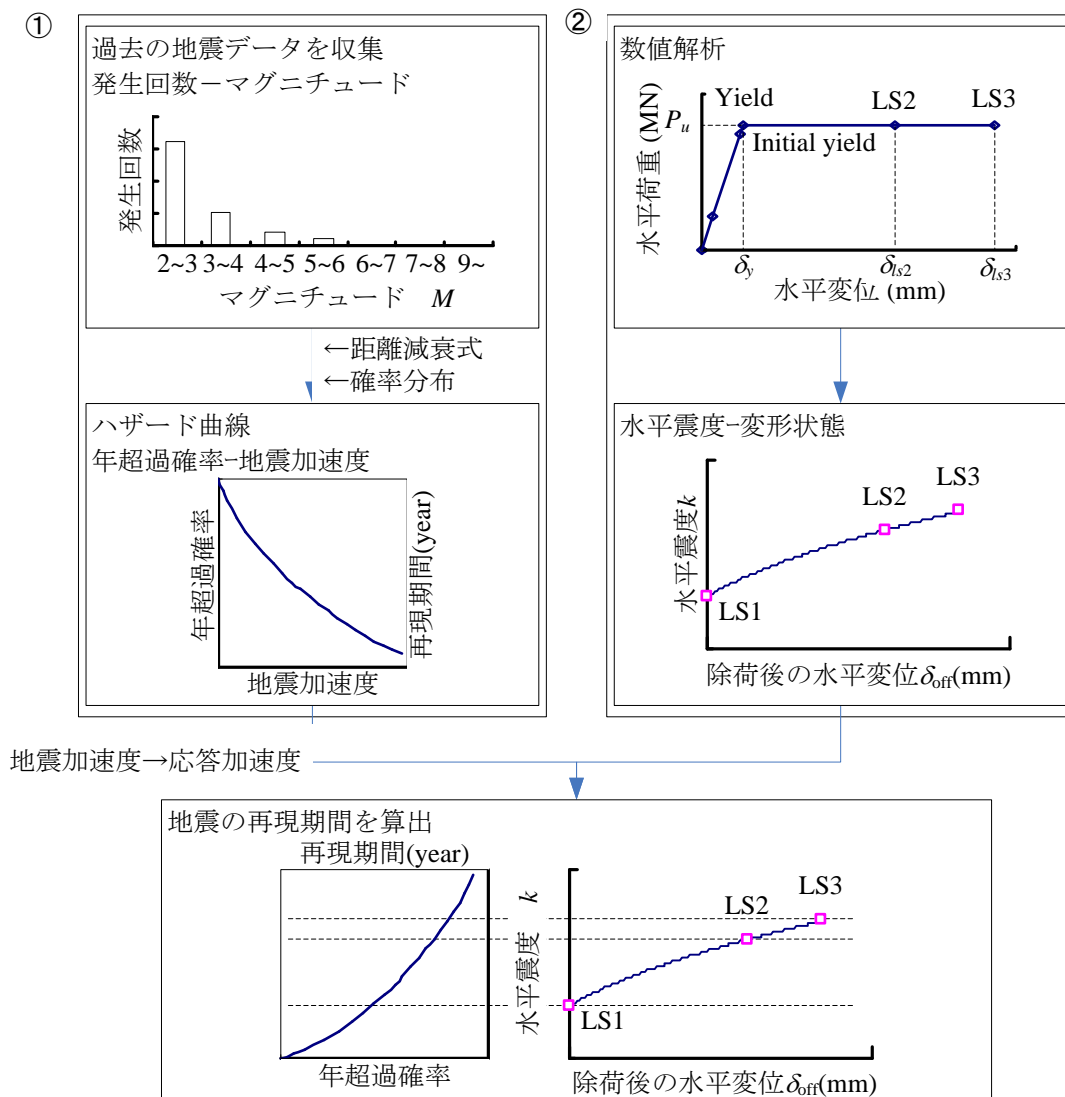 ①
過去の地震データを収集
発生回数－マグニチュード
発生回数
2~3 3~4 4~5 5~6 6~7 7~8 9~
マグニチュード M
←距離減衰式
←確率分布
ハザード曲線
年超過確率-地震加速度
年超過確率
再現期間(year)
地震加速度
②
数値解析
水平荷重 (MN)
Pu
Yield
LS2
LS3
Initial yield
δy
δls2
δls3
水平変位 (mm)
水平震度-変形状態
水平震度k
LS1
LS2
LS3
除荷後の水平変位δoff(mm)
地震加速度→応答加速度
地震の再現期間を算出
再現期間(year)
年超過確率
水平震度 k
LS1
LS2
LS3
除荷後の水平変位δoff(mm)